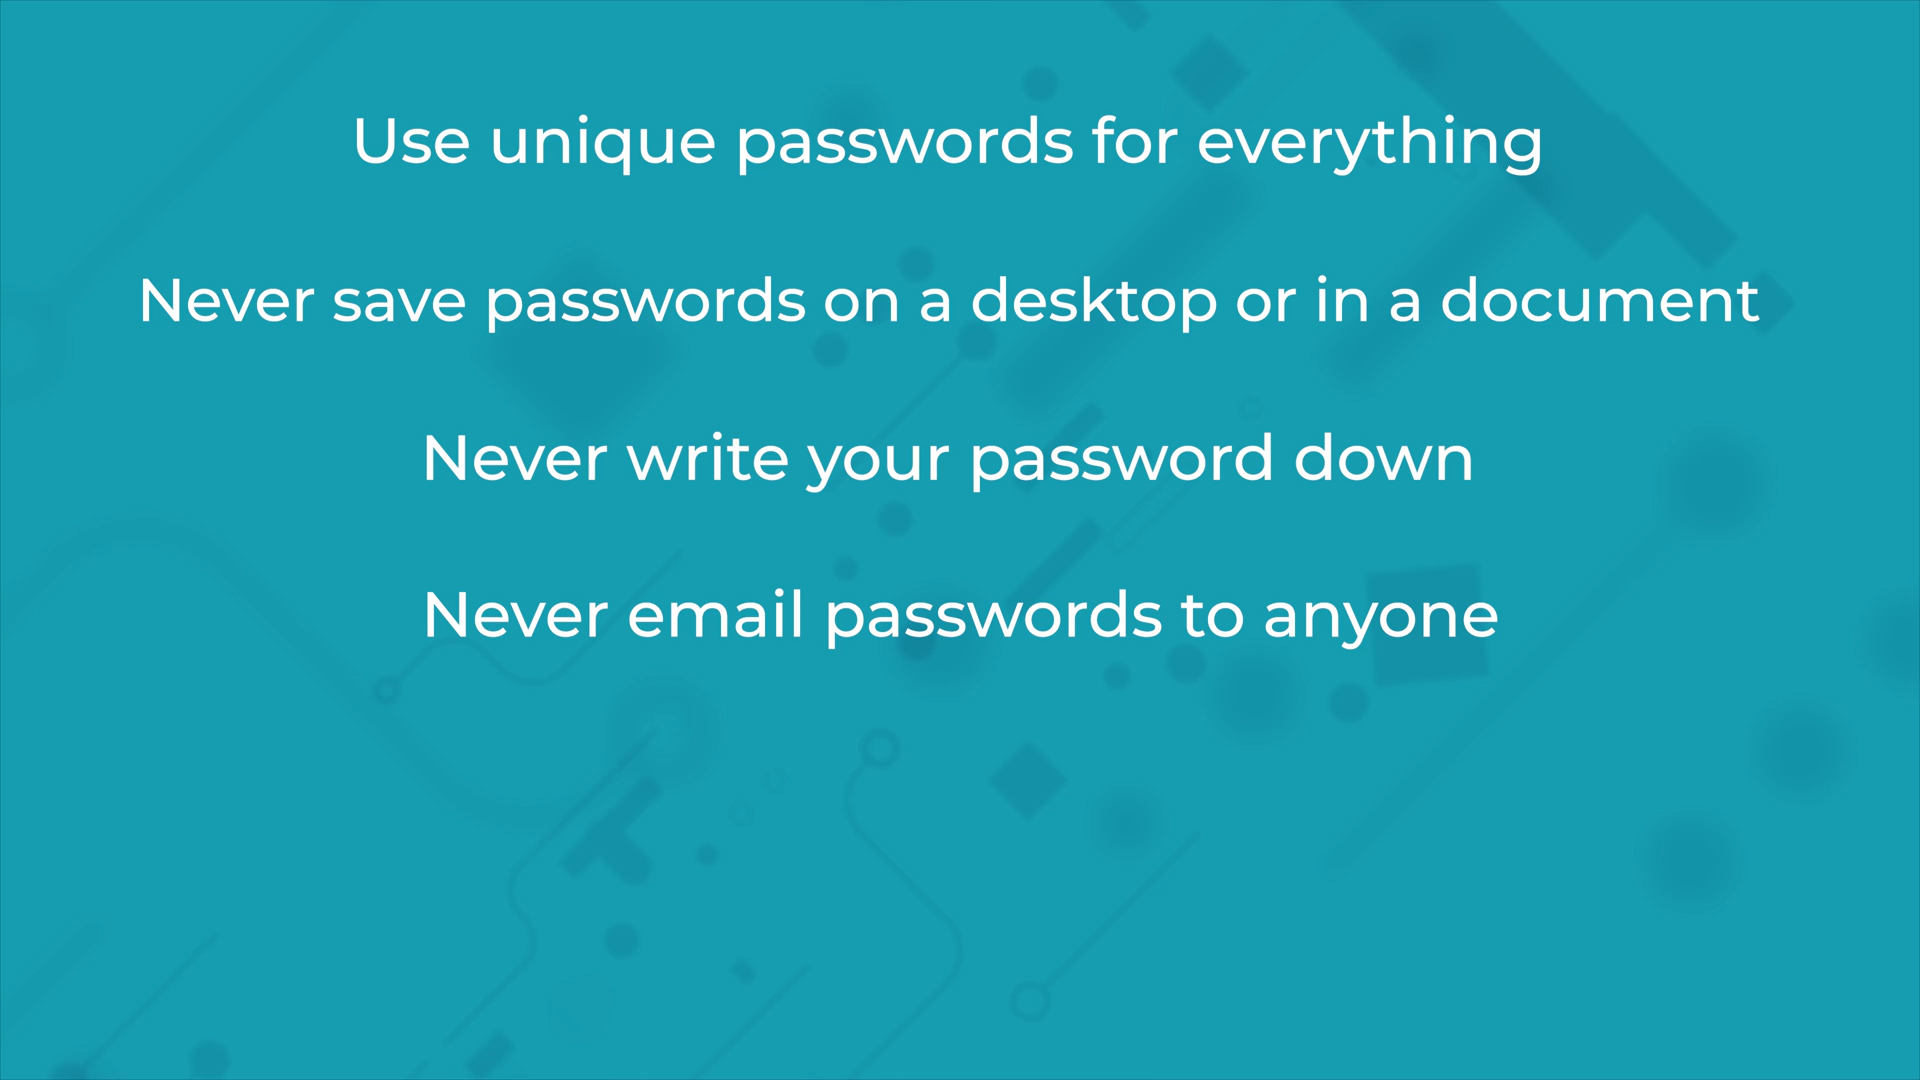 Use unique passwords for everything
Never save passwords on a desktop or in a document
Never write your password down
Never email passwords to anyone